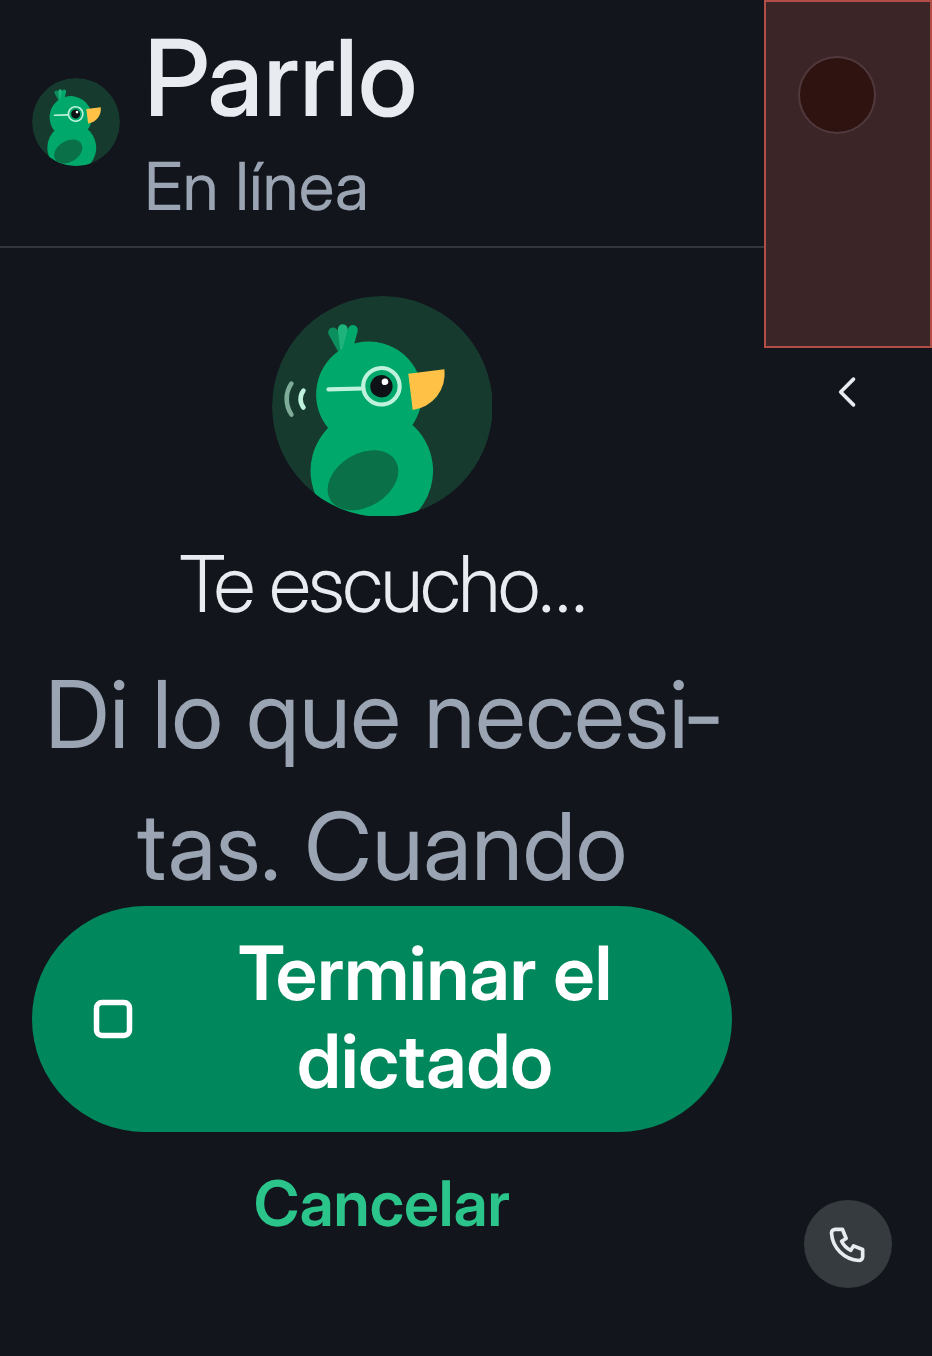 Parrlo
En línea
Te escucho...
Di lo que necesi-
tas. Cuando
Terminar el
dictado
Cancelar